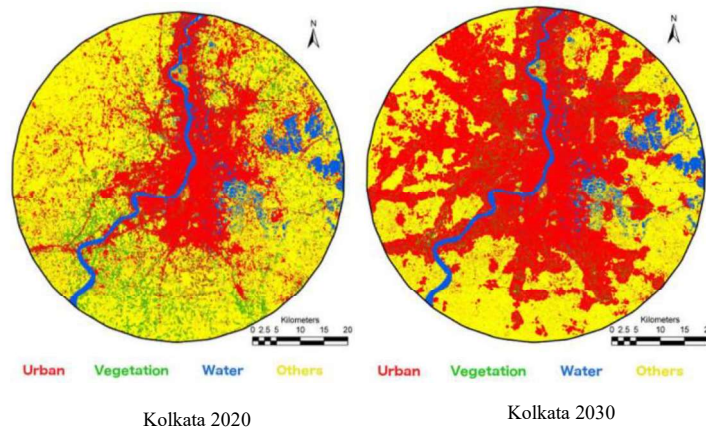 N
Kilometers
0 2.5 5 10 15 20
Urban Vegetation Water Others
Kolkata 2020
N
Kilometers
0 2.5 5 10 15 2
Urban Vegetation Water Others
Kolkata 2030